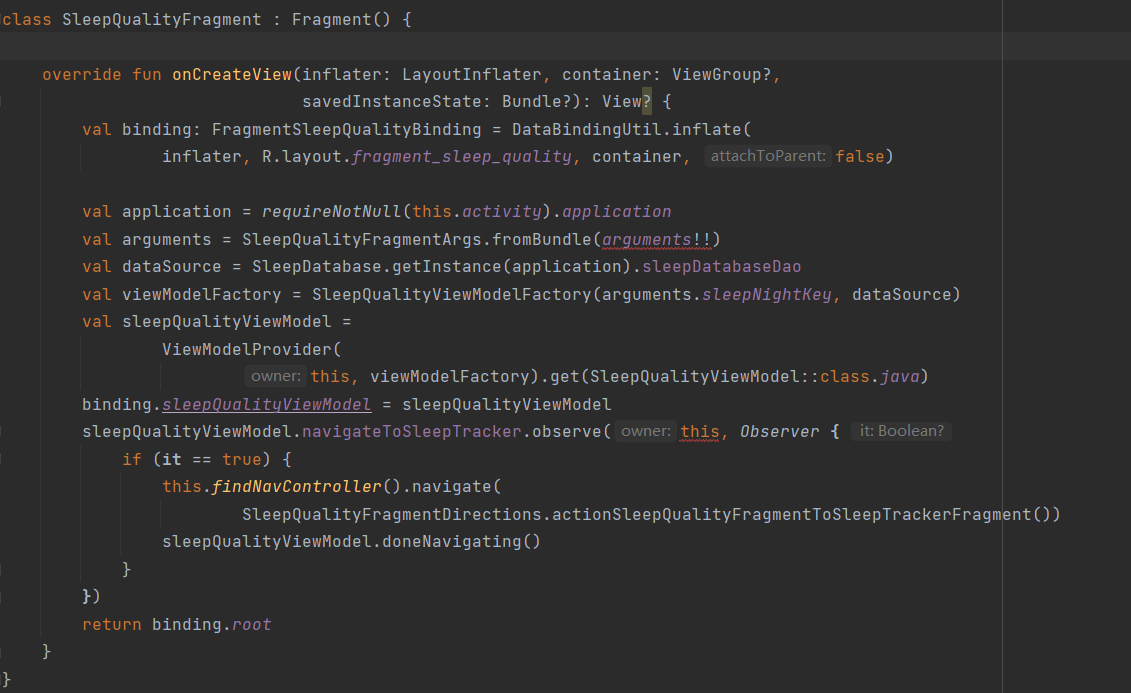 class SleepQualityFragment : Fragment() {
override fun onCreateView(inflater: LayoutInflater, container: ViewGroup?,
savedInstanceState: Bundle?): View? {
val binding: FragmentSleepQualityBinding = DataBindingUtil.inflate(
inflater, R.layout.fragment_sleep_quality, container, attachToParent: false)
val application = requireNotNull(this.activity).application
val arguments = SleepQualityFragmentArgs.fromBundle(arguments!!)
val dataSource = SleepDatabase.getInstance(application).sleepDatabaseDao
val viewModelFactory = SleepQualityViewModelFactory(arguments.sleepNightKey, dataSource)
val sleepQualityViewModel =
ViewModelProvider(
owner: this, viewModelFactory).get(SleepQualityViewModel::class.java)
binding.sleepQualityViewModel = sleepQualityViewModel
sleepQualityViewModel.navigateToSleepTracker.observe( owner: this, Observer { it: Boolean?
if (it == true) {
this.findNavController().navigate(
SleepQualityFragmentDirections.actionSleepQualityFragmentToSleepTrackerFragment())
sleepQualityViewModel.doneNavigating()
}
})
return binding.root
}
}